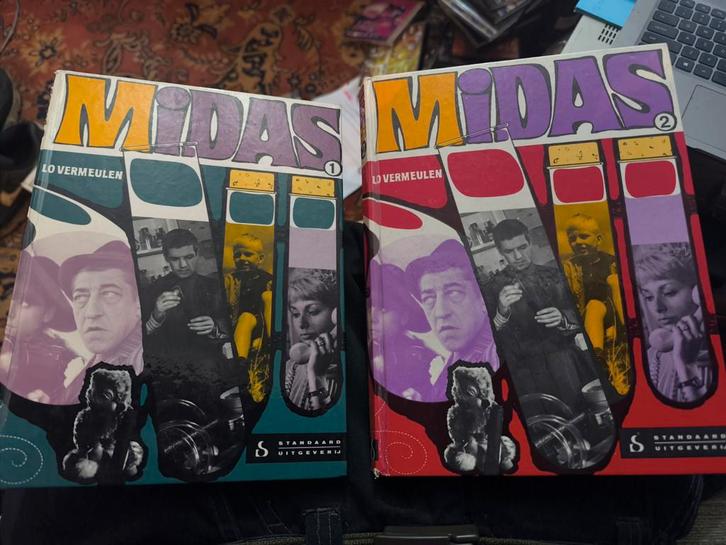 MiDAS
1
LO VERMEULEN
STANDAARD
UITGEVERIJ
MiDAS
2
LO VERMEULEN
STANDAARD
UITGEVERIJ